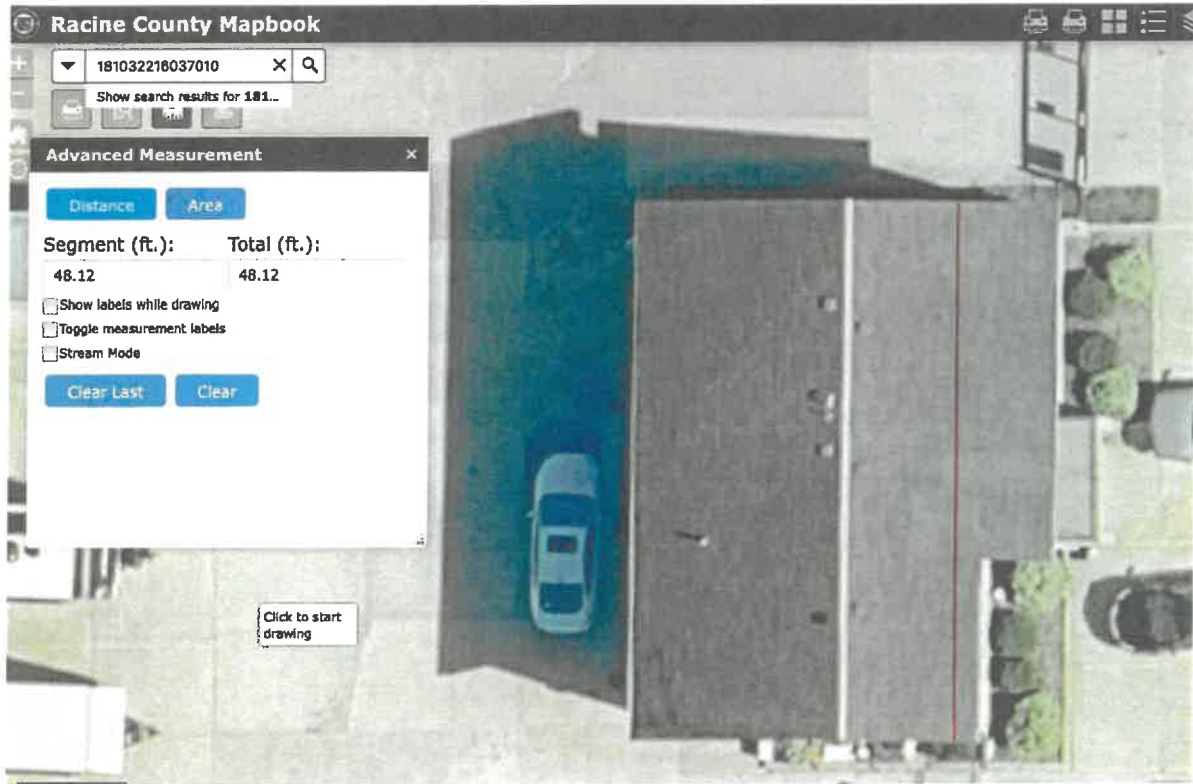 Racine County Mapbook
181032216037010
Show search results for 181...
Advanced Measurement
Distance Area
Segment (ft.): Total (ft.):
48.12 48.12
Show labels while drawing
Toggle measurement labels
Stream Mode
Clear Last Clear
Click to start
drawing